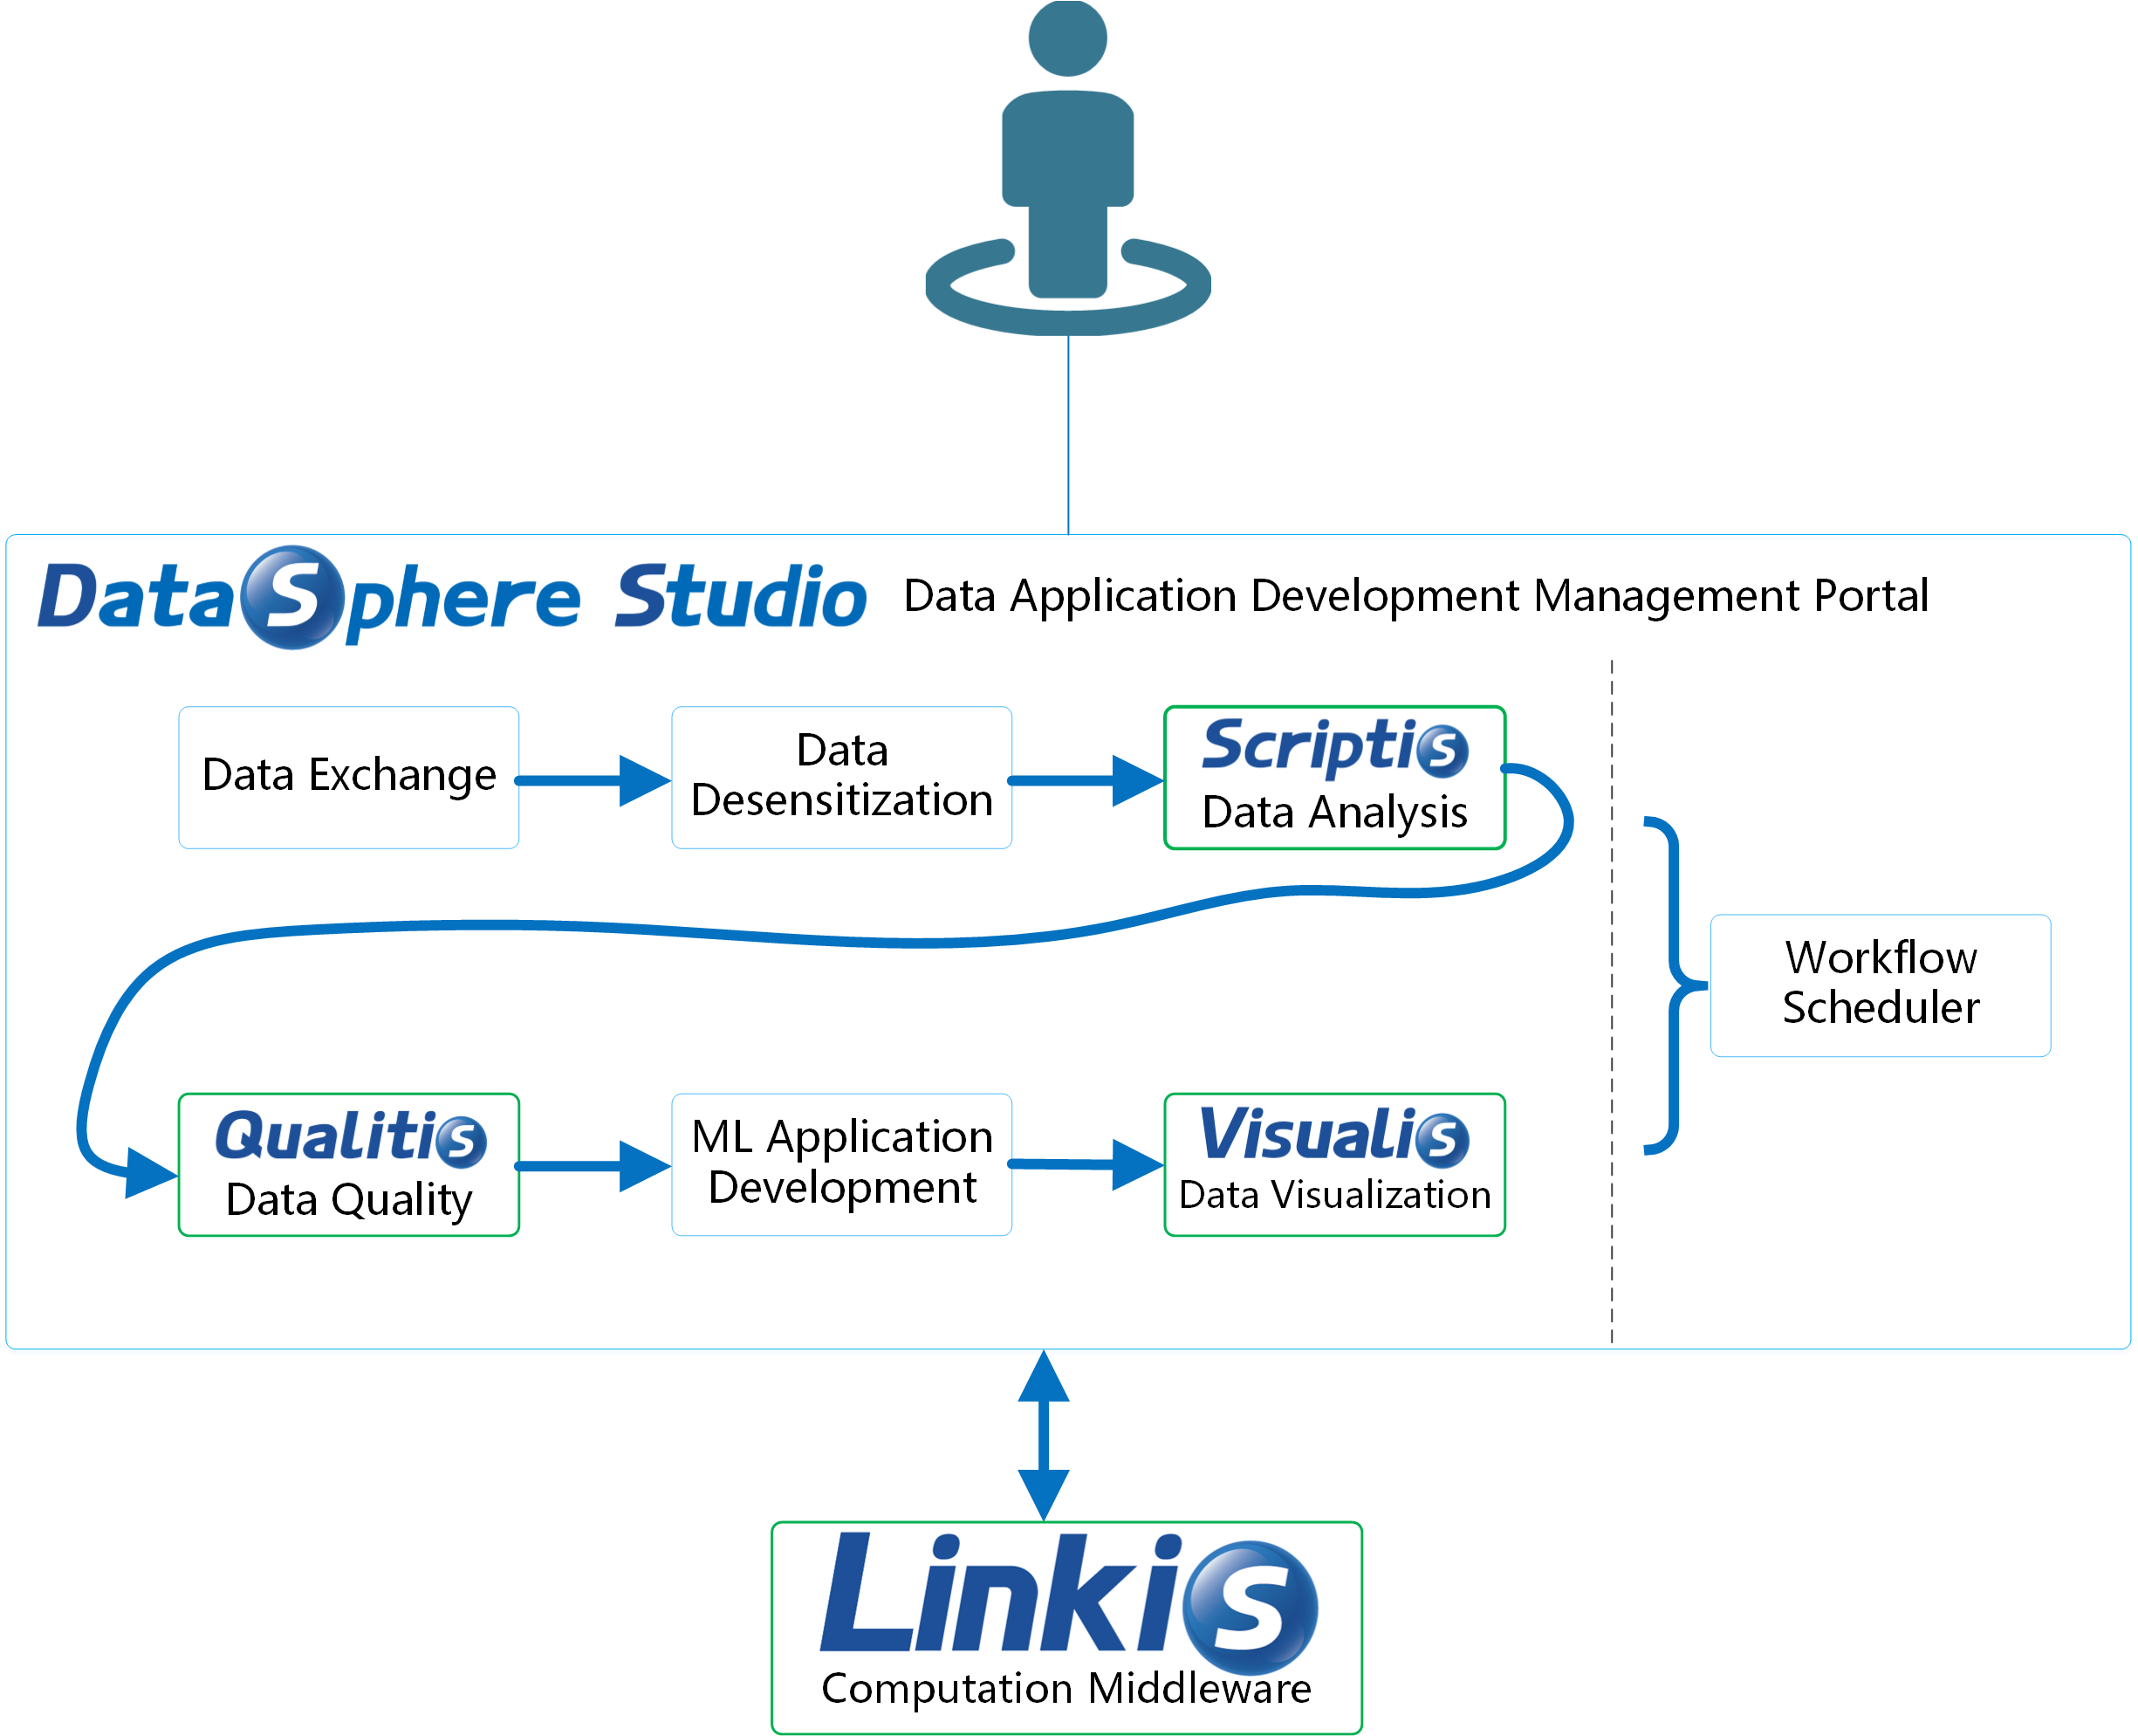 DataSphere Studio Data Application Development Management Portal
Data Exchange
Data
Desensitization
Scriptis
Data Analysis
Workflow
Scheduler
Qualitis
Data Quality
ML Application
Development
Visualis
Data Visualization
Linkis
Computation Middleware